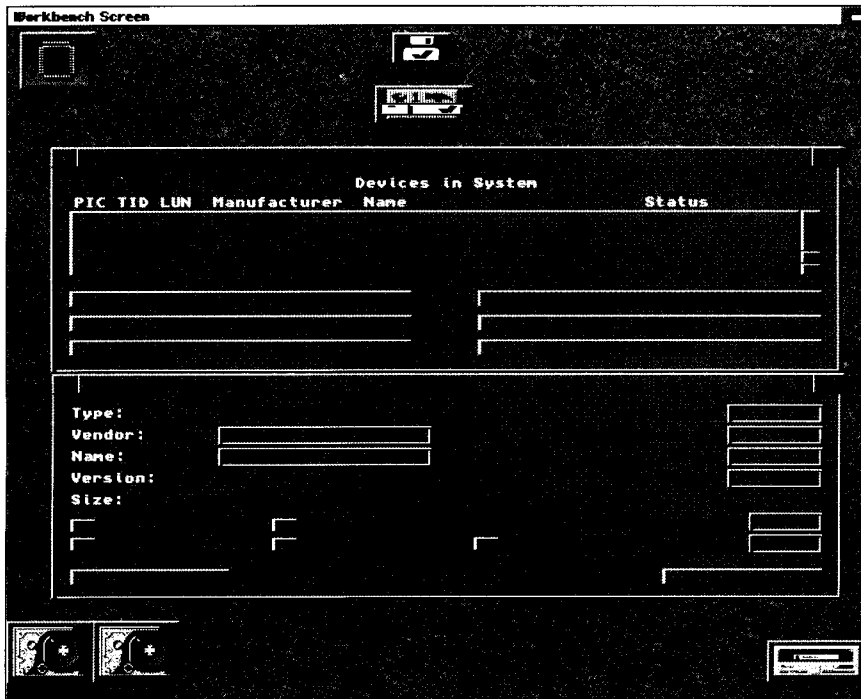 Workbench Screen
Devices in System
PIC TID LUN Manufacturer Name Status
Type:
Vendor:
Name:
Version:
Size: